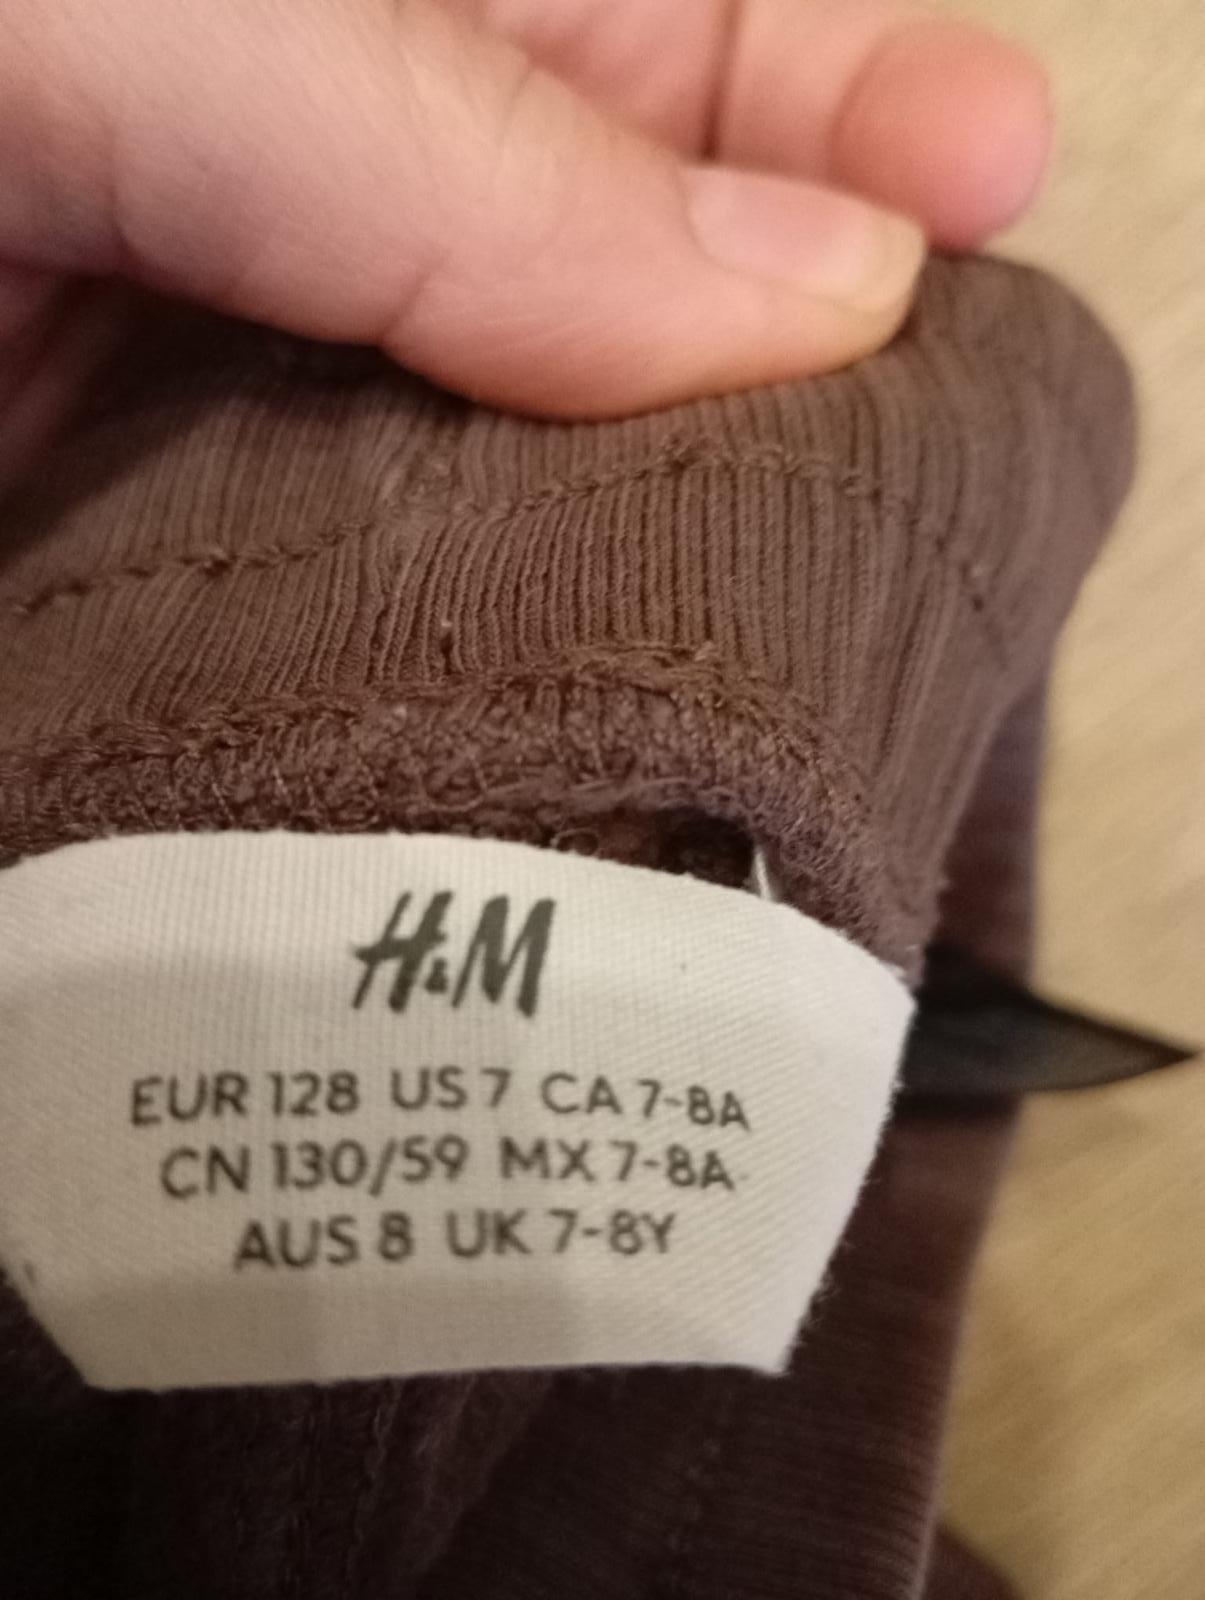 H&M
EUR 128 US 7 CA 7-8A
CN 130/59 MX 7-8A
AUS 8 UK 7-8Y